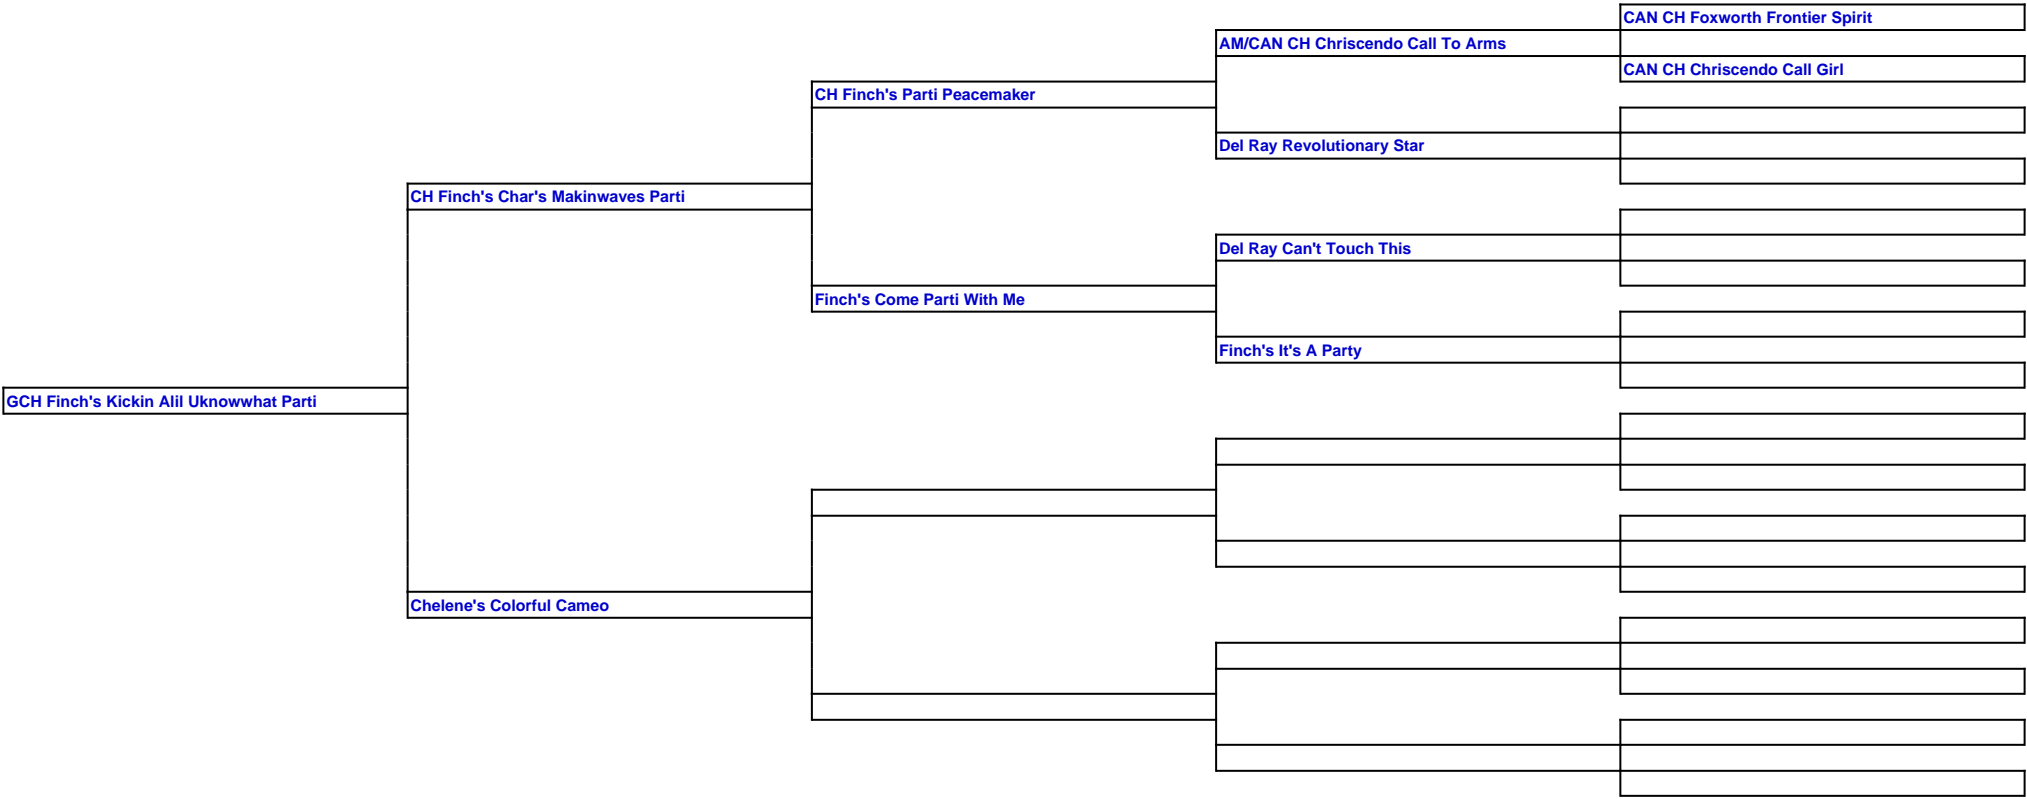 CAN CH Foxworth Frontier Spirit
AM/CAN CH Chriscendo Call To Arms
CAN CH Chriscendo Call Girl
CH Finch's Parti Peacemaker
Del Ray Revolutionary Star
CH Finch's Char's Makinwaves Parti
Del Ray Can't Touch This
Finch's Come Parti With Me
Finch's It's A Party
GCH Finch's Kickin Alil Uknowwhat Parti
Chelene's Colorful Cameo